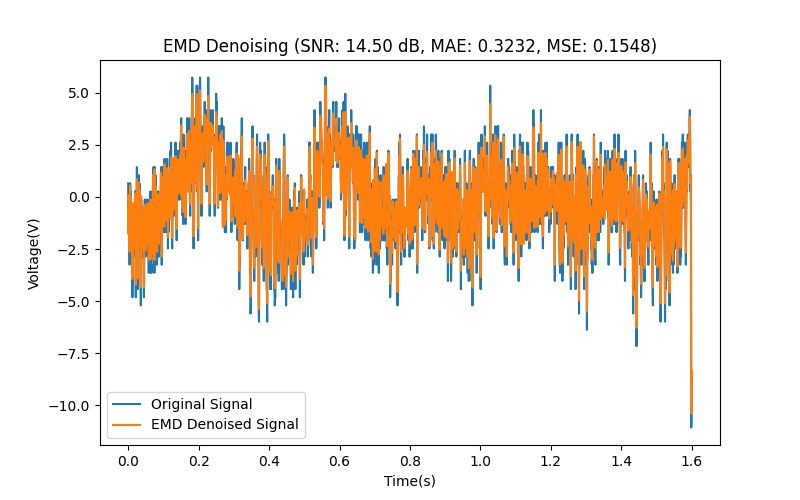 EMD Denoising (SNR: 14.50 dB, MAE: 0.3232, MSE: 0.1548)
5.0
2.5
0.0
−2.5
−5.0
−7.5
−10.0
Voltage(V)
Original Signal
EMD Denoised Signal
0.0 0.2 0.4 0.6 0.8 1.0 1.2 1.4 1.6
Time(s)